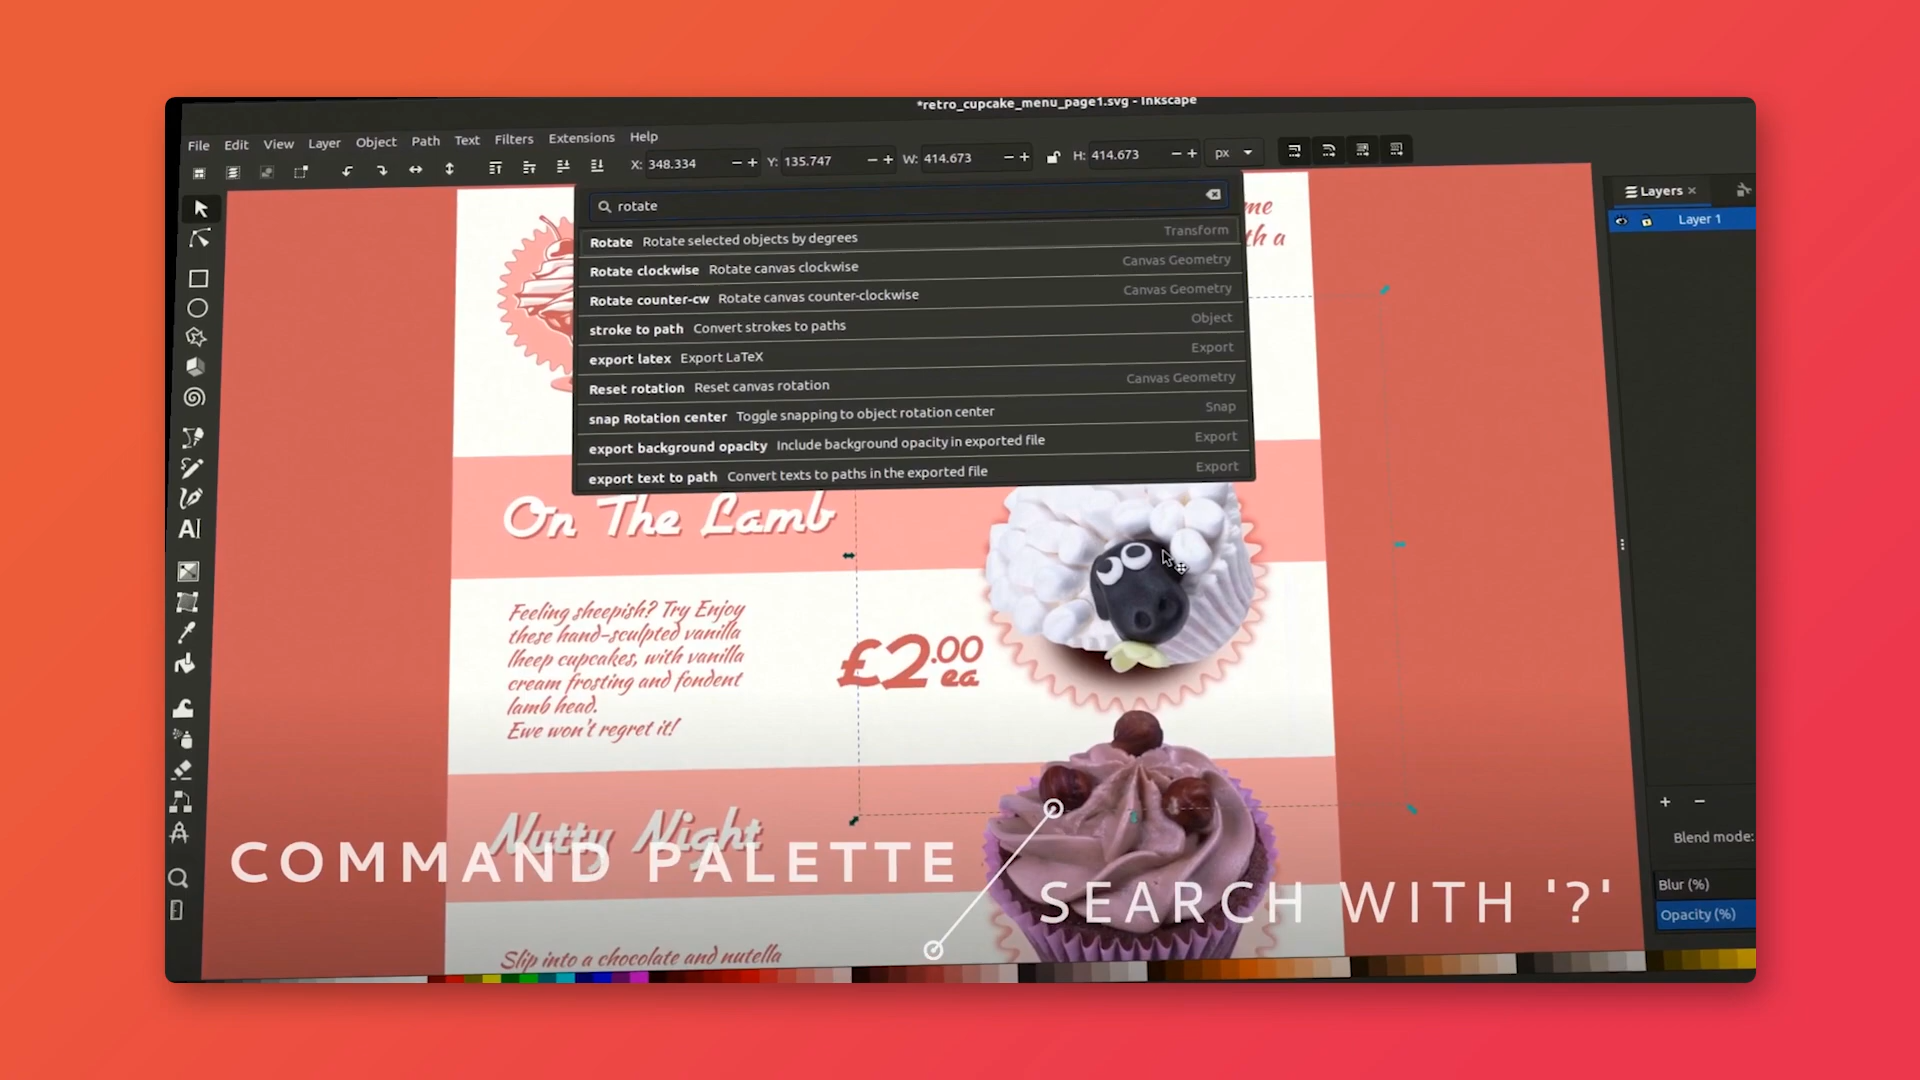 *retro_cupcake_menu_page1.svg - Inkscape
File Edit View Layer Object Path Text Filters Extensions Help
X: 348.334 Y: 135.747 W: 414.673 H: 414.673 px
Layers
Layer 1
rotate
Rotate Rotate selected objects by degrees Transform
Rotate clockwise Rotate canvas clockwise Canvas Geometry
Rotate counter-cw Rotate canvas counter-clockwise Canvas Geometry
stroke to path Convert strokes to paths Object
export latex Export LaTeX Export
Reset rotation Reset canvas rotation Canvas Geometry
snap Rotation center Toggle snapping to object rotation center Snap
export background opacity Include background opacity in exported file Export
export text to path Convert texts to paths in the exported file Export
th a
On The Lamb
Feeling sheepish? Try Enjoy
these hand-sculpted vanilla
lheep cupcakes, with vanilla
cream frosting and fondent
lamb head.
Ewe won't regret it!
£2.00
ea
Nutty Night
Slip into a chocolate and nutella
COMMAND PALETTE
SEARCH WITH '?'
Blend mode:
Blur (%)
Opacity (%)